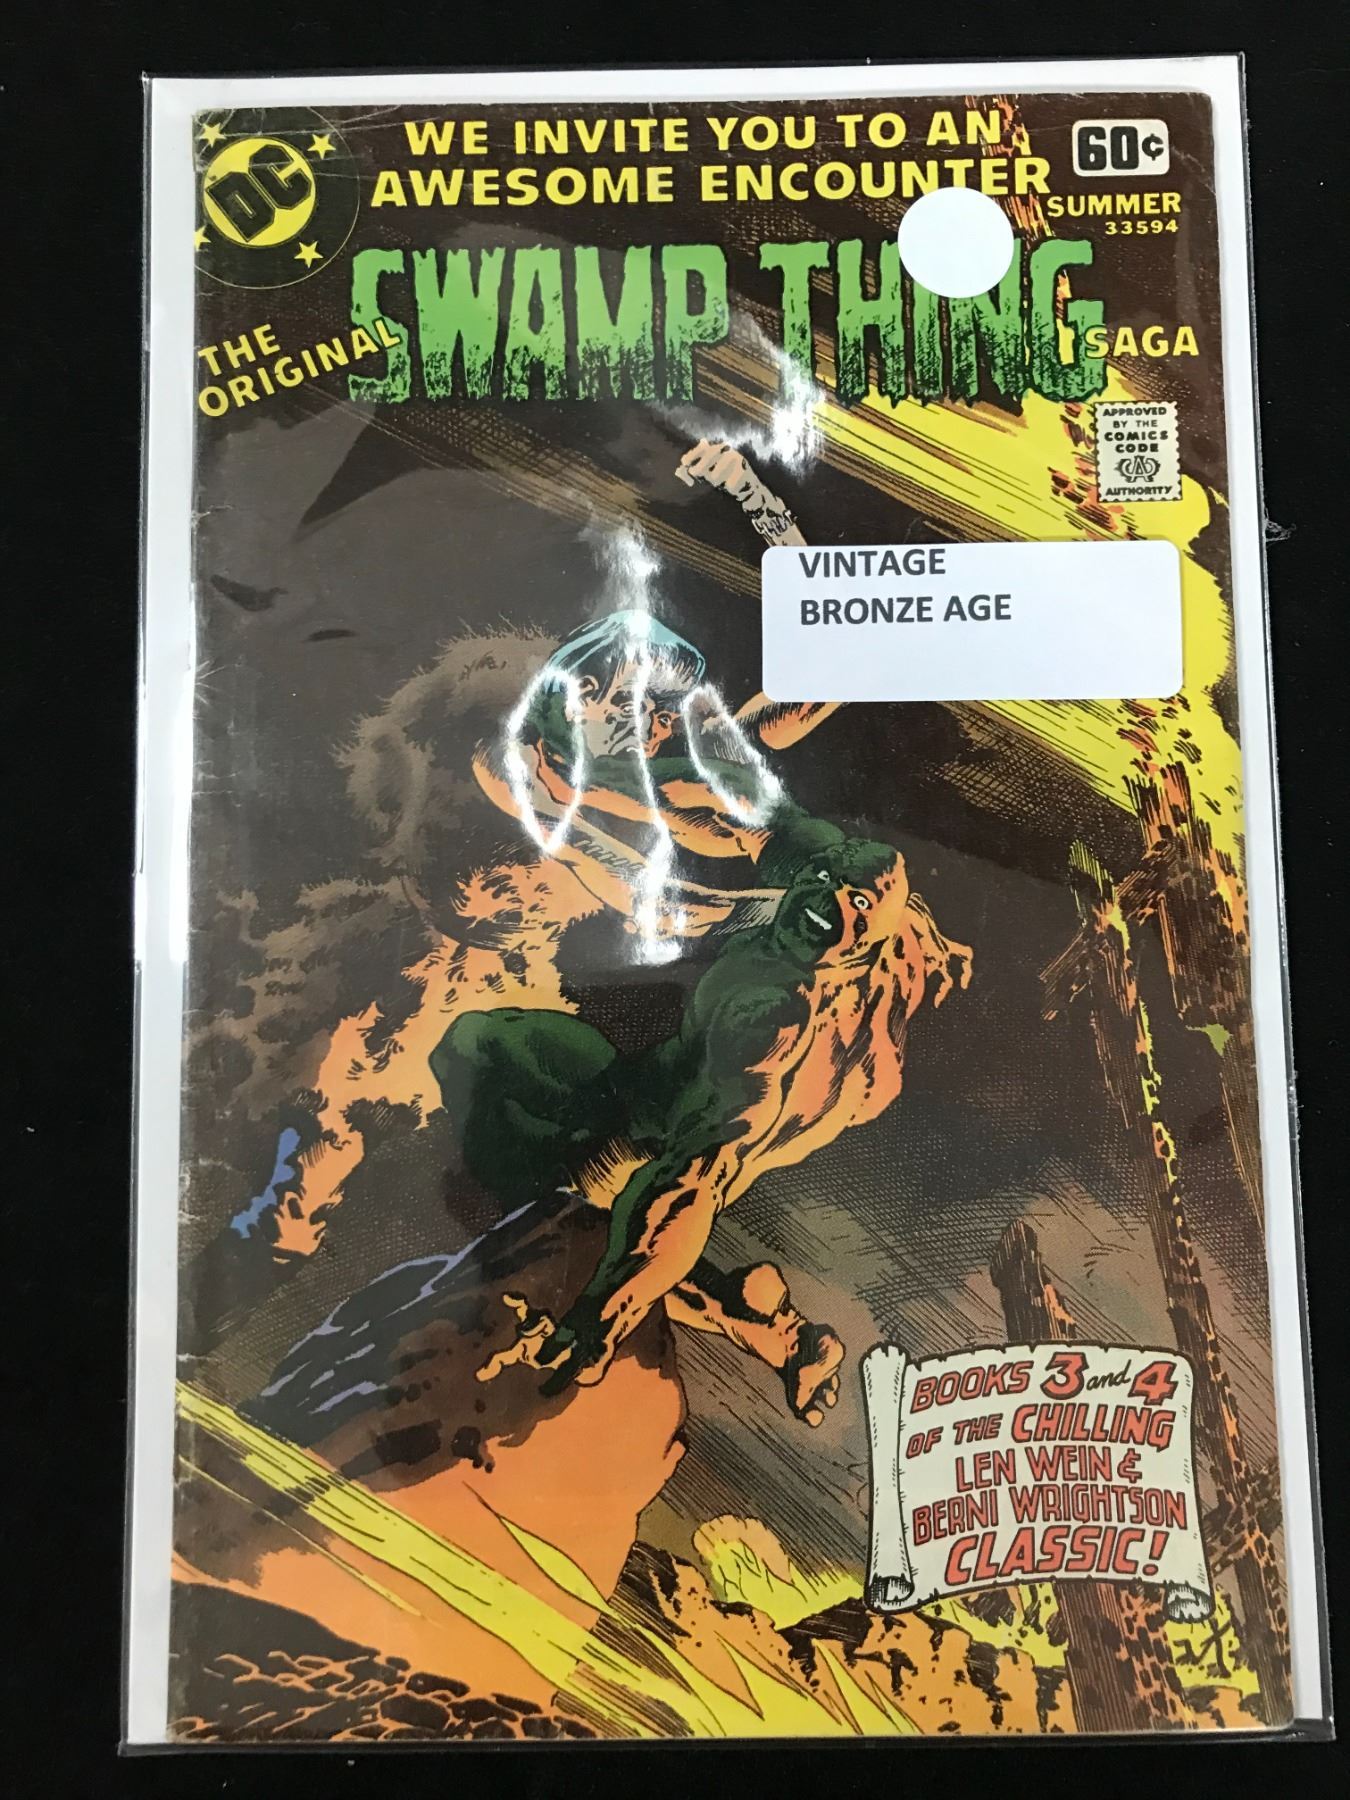 DC
WE INVITE YOU TO AN
AWESOME ENCOUNTER
60¢
SUMMER
33594
THE
ORIGINAL
SWAMP THING
SAGA
APPROVED
BY THE
COMICS
CODE
CA
AUTHORITY
VINTAGE
BRONZE AGE
BOOKS 3 and 4
OF THE CHILLING
LEN WEIN &
BERNI WRIGHTSON
CLASSIC!